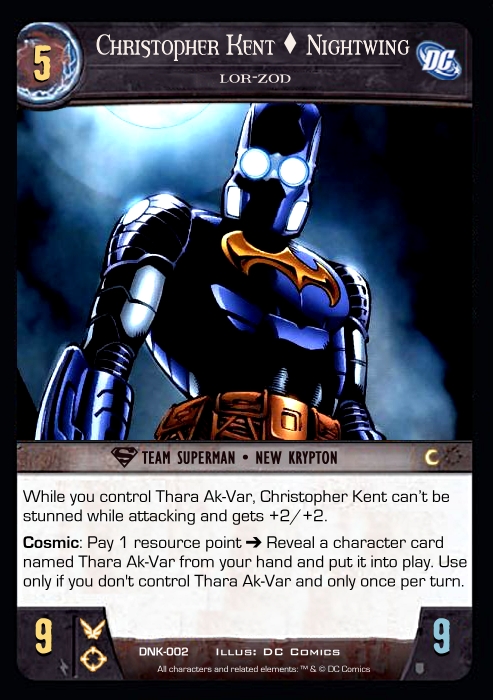 5
CHRISTOPHER KENT ♦ NIGHTWING
DC
LOR-ZOD
TEAM SUPERMAN • NEW KRYPTON
C
While you control Thara Ak-Var, Christopher Kent can't be
stunned while attacking and gets +2/+2.
Cosmic: Pay 1 resource point ➔ Reveal a character card
named Thara Ak-Var from your hand and put it into play. Use
only if you don't control Thara Ak-Var and only once per turn.
9
DNK-002 ILLUS: DC COMICS
9
All characters and related elements: ™ & © DC Comics